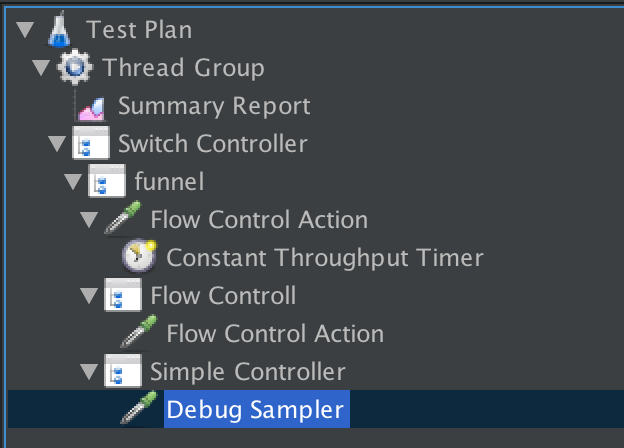 Test Plan
Thread Group
Summary Report
Switch Controller
funnel
Flow Control Action
Constant Throughput Timer
Flow Controll
Flow Control Action
Simple Controller
Debug Sampler